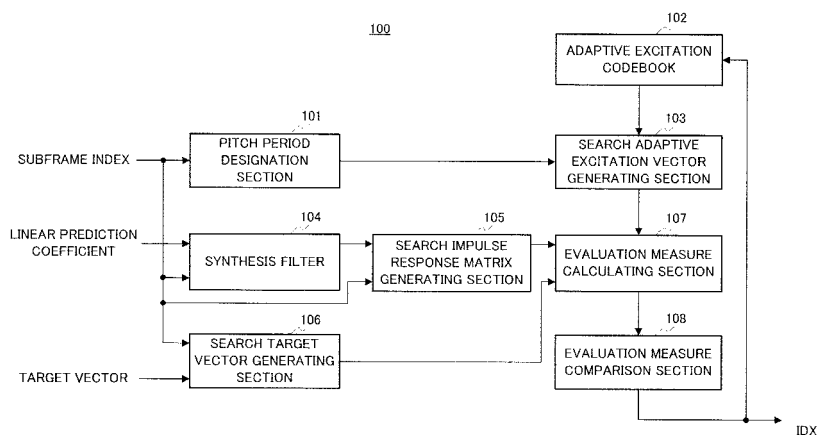 100
102
ADAPTIVE EXCITATION
CODEBOOK
101
PITCH PERIOD
DESIGNATION
SECTION
103
SEARCH ADAPTIVE
EXCITATION VECTOR
GENERATING SECTION
SUBFRAME INDEX
LINEAR PREDICTION
COEFFICIENT
104
SYNTHESIS FILTER
105
SEARCH IMPULSE
RESPONSE MATRIX
GENERATING SECTION
107
EVALUATION MEASURE
CALCULATING SECTION
106
SEARCH TARGET
VECTOR GENERATING
SECTION
108
EVALUATION MEASURE
COMPARISON SECTION
TARGET VECTOR
IDX